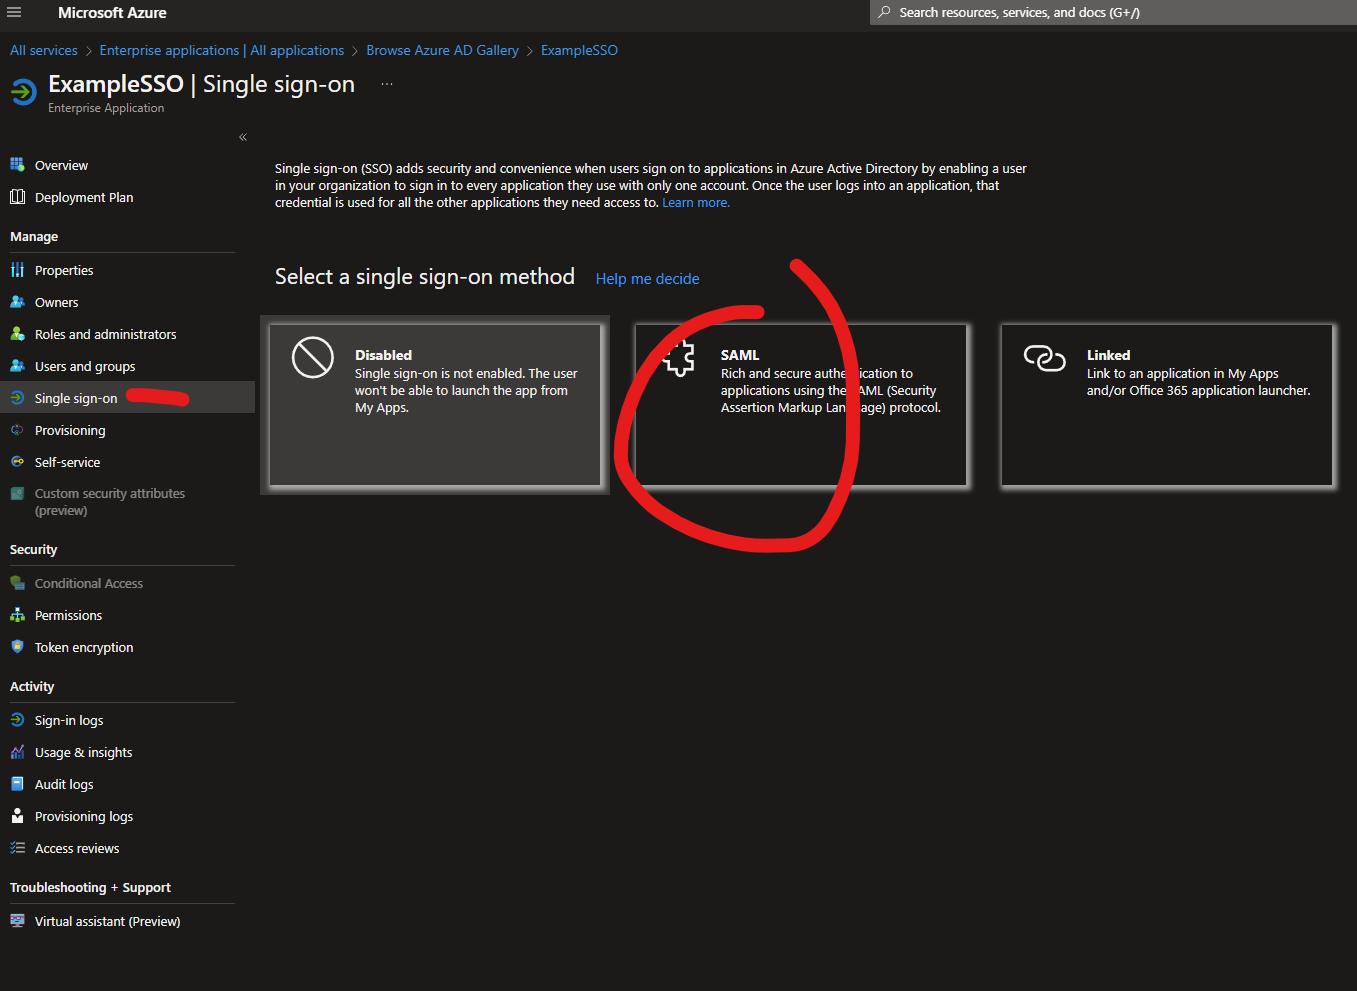 Microsoft Azure
Search resources, services, and docs (G+/)
All services > Enterprise applications | All applications > Browse Azure AD Gallery > ExampleSSO
ExampleSSO | Single sign-on ...
Enterprise Application
«
Overview
Deployment Plan
Manage
Properties
Owners
Roles and administrators
Users and groups
Single sign-on
Provisioning
Self-service
Custom security attributes
(preview)
Security
Conditional Access
Permissions
Token encryption
Activity
Sign-in logs
Usage & insights
Audit logs
Provisioning logs
Access reviews
Troubleshooting + Support
Virtual assistant (Preview)
Single sign-on (SSO) adds security and convenience when users sign on to applications in Azure Active Directory by enabling a user
in your organization to sign in to every application they use with only one account. Once the user logs into an application, that
credential is used for all the other applications they need access to. Learn more.
Select a single sign-on method Help me decide
Disabled
Single sign-on is not enabled. The user
won't be able to launch the app from
My Apps.
SAML
Rich and secure authentication to
applications using the SAML (Security
Assertion Markup Language) protocol.
Linked
Link to an application in My Apps
and/or Office 365 application launcher.